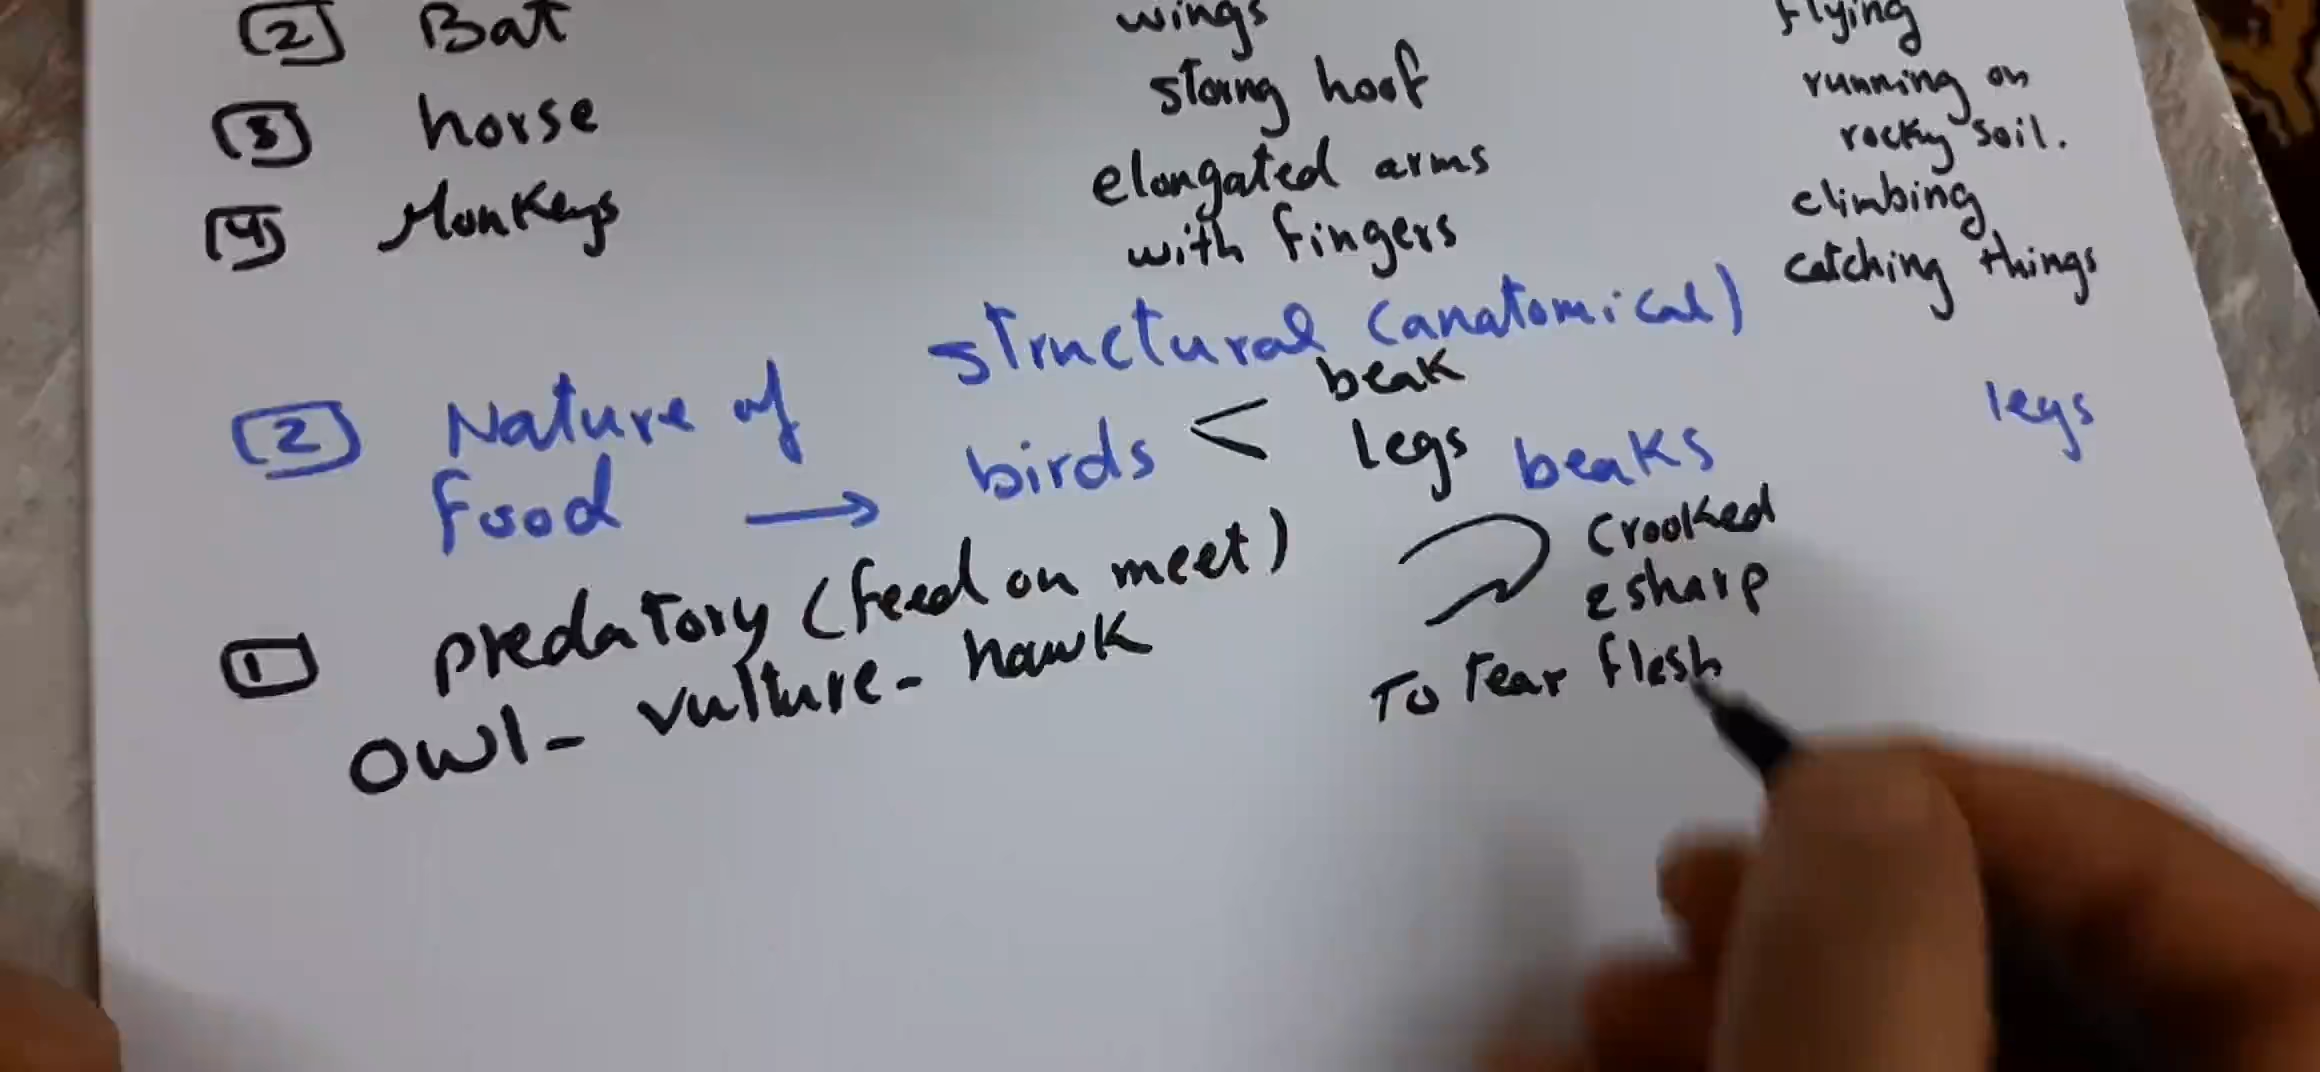 [2] Bat wings flying
[3] horse storng hoof running on
rocky soil.
[4] Monkeys elongated arms climbing
with fingers catching things
structural (anatomical)
[2] Nature of beak legs
food → birds < legs beaks
crooked
[1] predatory (feed on meet) & sharp
owl - vulture - hawk To tear flesh